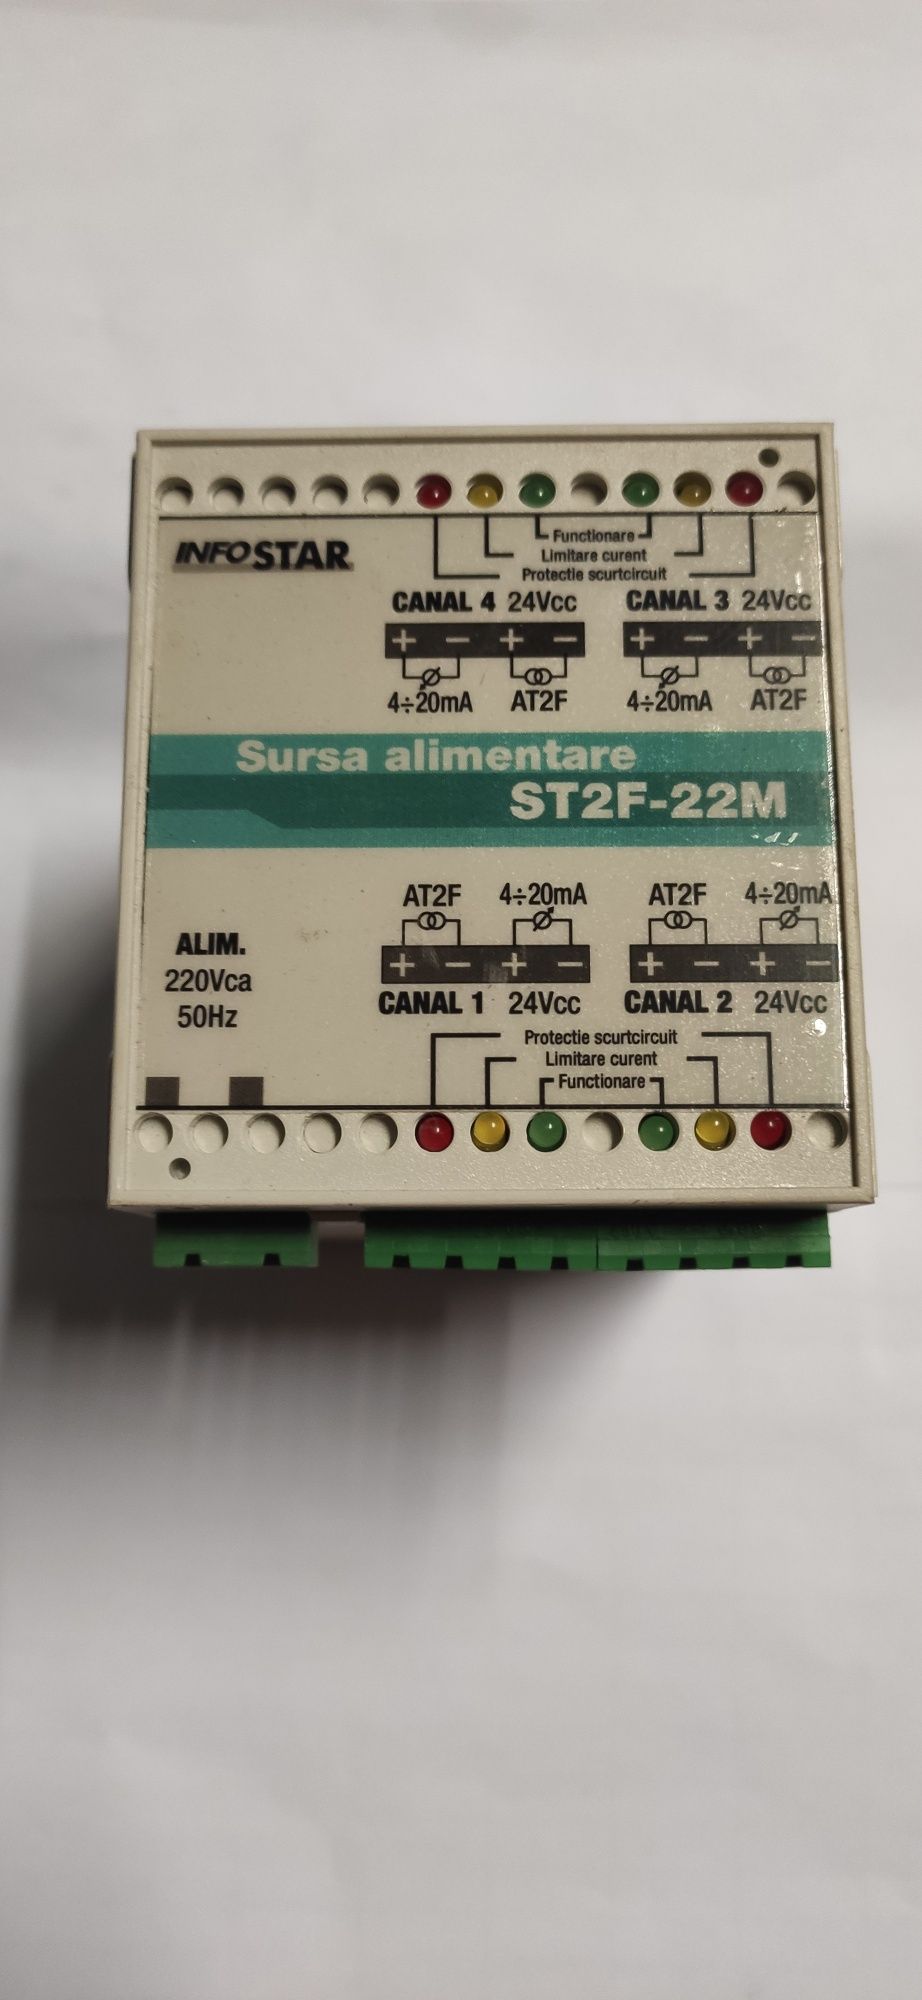 INFOSTAR
Functionare
Limitare curent
Protectie scurtcircuit
CANAL 4 24Vcc CANAL 3 24Vcc
+ − + − + − + −
4÷20mA AT2F 4÷20mA AT2F
Sursa alimentare
ST2F-22M
AT2F 4÷20mA AT2F 4÷20mA
ALIM.
220Vca
50Hz
+ − + − + − + −
CANAL 1 24Vcc CANAL 2 24Vcc
Protectie scurtcircuit
Limitare curent
Functionare